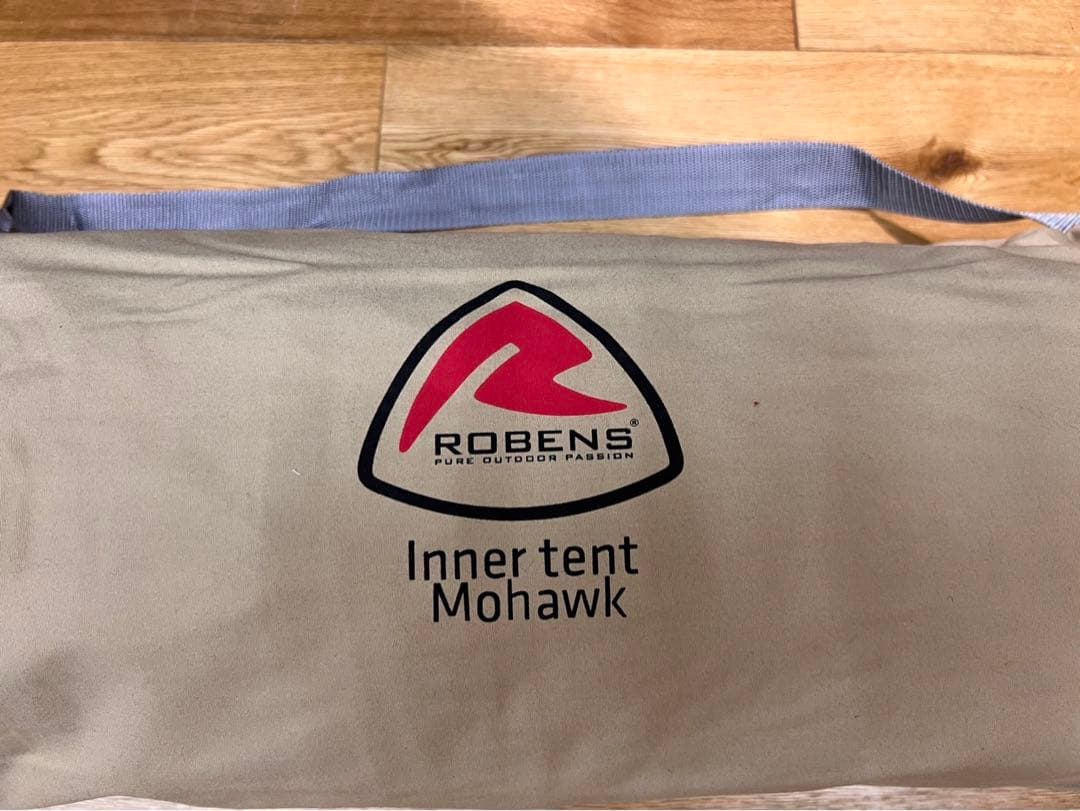 ROBENS®
PURE OUTDOOR PASSION
Inner tent
Mohawk